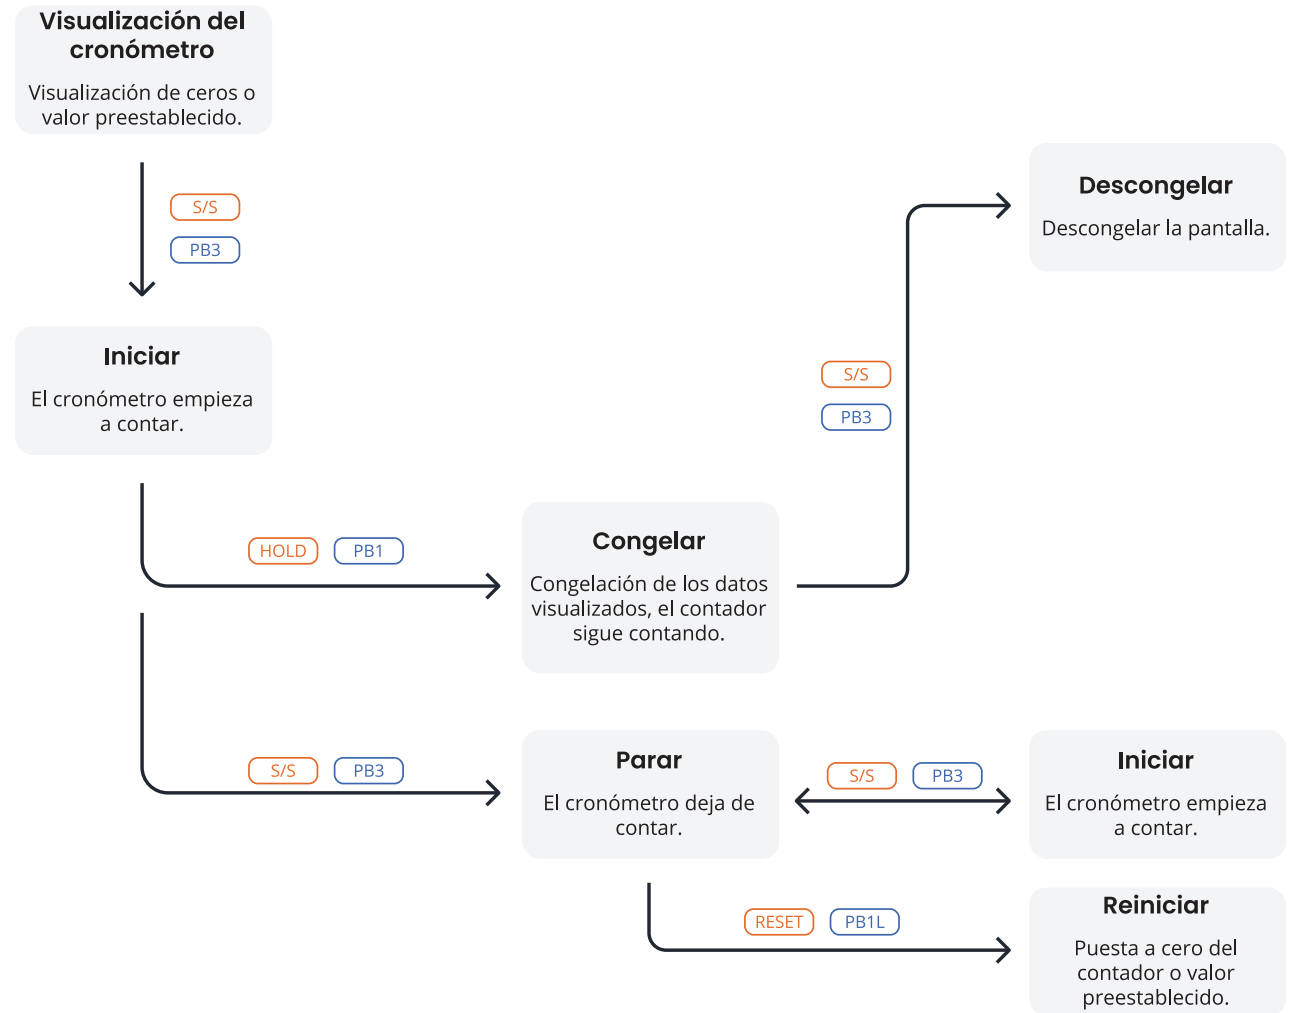 Visualización del
cronómetro
Visualización de ceros o
valor preestablecido.
S/S
PB3
Iniciar
El cronómetro empieza
a contar.
HOLD PB1
Congelar
Congelación de los datos
visualizados, el contador
sigue contando.
S/S
PB3
Descongelar
Descongelar la pantalla.
S/S PB3
Parar
El cronómetro deja de
contar.
S/S PB3
Iniciar
El cronómetro empieza
a contar.
RESET PB1L
Reiniciar
Puesta a cero del
contador o valor
preestablecido.